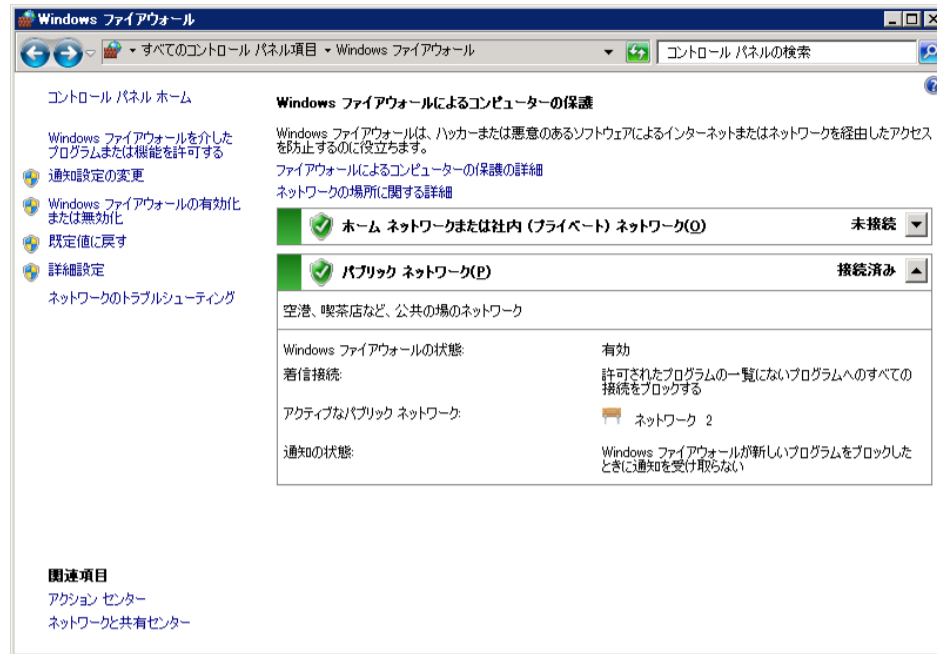 Windows ファイアウォール
すべてのコントロール パネル項目 Windows ファイアウォール
コントロール パネルの検索
コントロール パネル ホーム
Windows ファイアウォールを介した
プログラムまたは機能を許可する
通知設定の変更
Windows ファイアウォールの有効化
または無効化
既定値に戻す
詳細設定
ネットワークのトラブルシューティング
Windows ファイアウォールによるコンピューターの保護
Windows ファイアウォールは、ハッカーまたは悪意のあるソフトウェアによるインターネットまたはネットワークを経由したアクセス
を防止するのに役立ちます。
ファイアウォールによるコンピューターの保護の詳細
ネットワークの場所に関する詳細
ホーム ネットワークまたは社内 (プライベート) ネットワーク(O) 未接続
パブリック ネットワーク(P) 接続済み
空港、喫茶店など、公共の場のネットワーク
Windows ファイアウォールの状態: 有効
着信接続: 許可されたプログラムの一覧にないプログラムへのすべての
接続をブロックする
アクティブなパブリック ネットワーク: ネットワーク 2
通知の状態: Windows ファイアウォールが新しいプログラムをブロックした
ときに通知を受け取らない
関連項目
アクション センター
ネットワークと共有センター